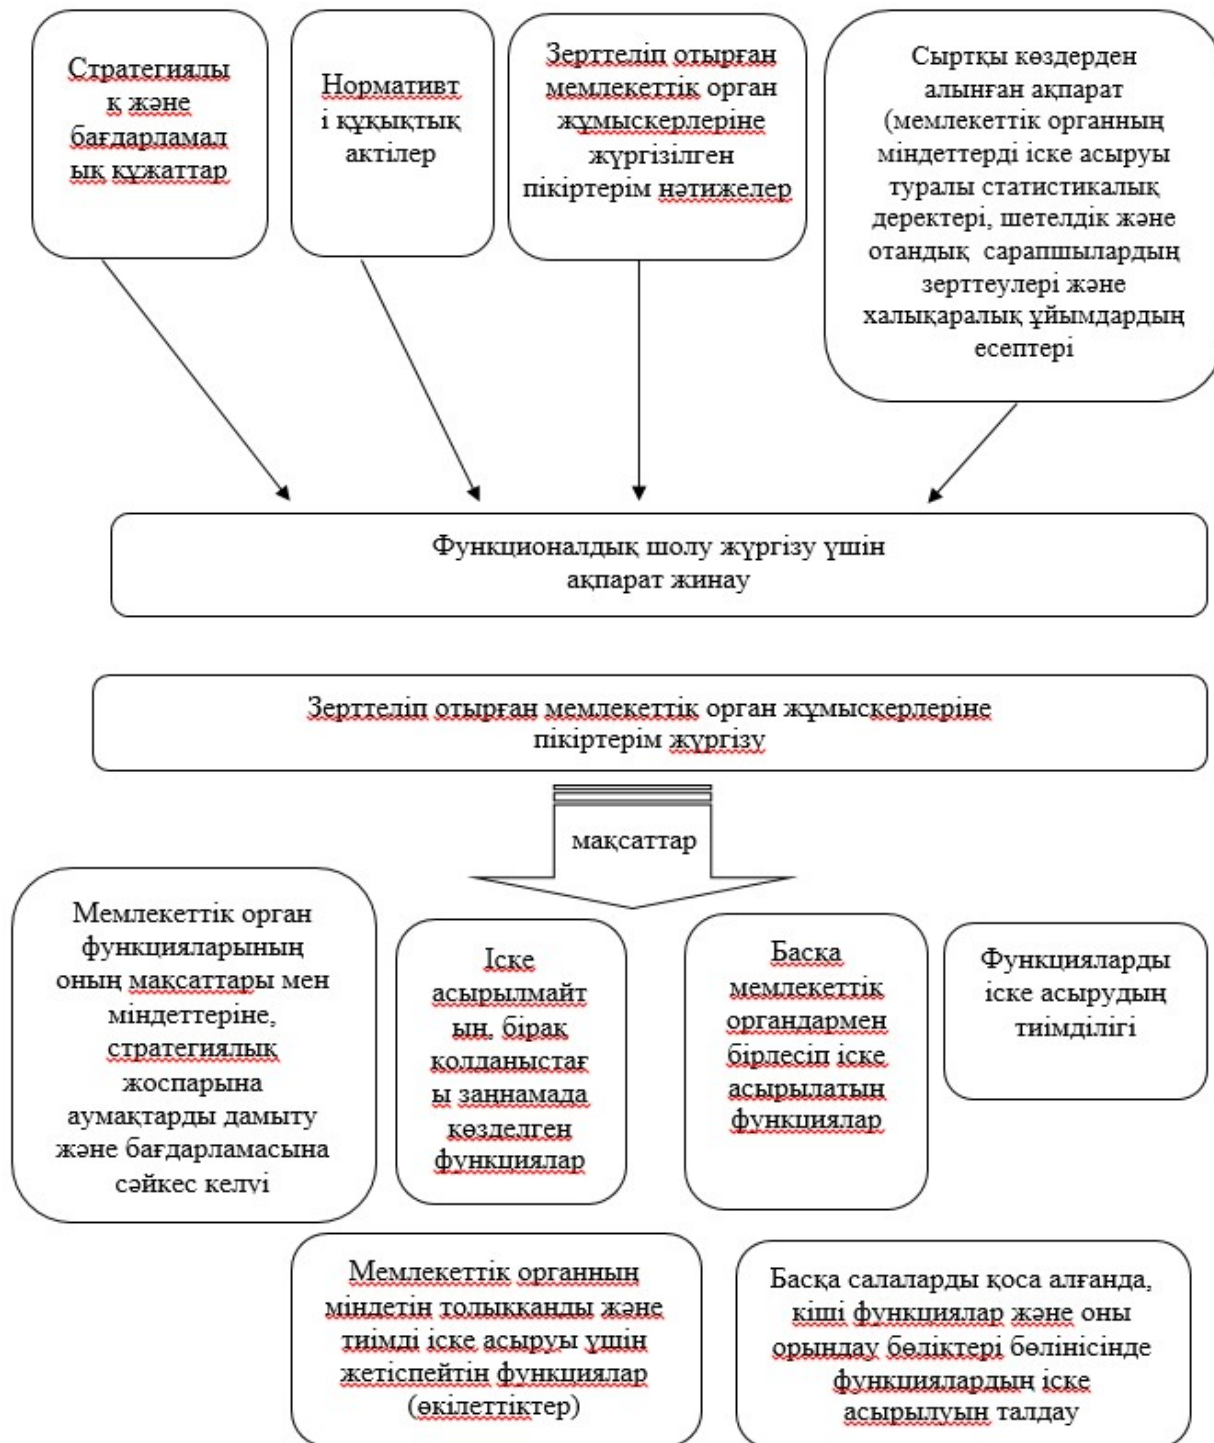 Стратегиялы
қ және
бағдарламал
ық құжаттар
Нормативт
і құқықтық
актілер
Зерттеліп отырған
мемлекеттік орган
жұмыскерлеріне
жүргізілген
пікіртерім нәтижелер
Сыртқы көздерден
алынған ақпарат
(мемлекеттік органның
міндеттерді іске асыруы
туралы статистикалық
деректері, шетелдік және
отандық сарапшылардың
зерттеулері және
халықаралық ұйымдардың
есептері
Функционалдық шолу жүргізу үшін
ақпарат жинау
Зерттеліп отырған мемлекеттік орган жұмыскерлеріне
пікіртерім жүргізу
мақсаттар
Мемлекеттік орган
функцияларының
оның мақсаттары мен
міндеттеріне,
стратегиялық
жоспарына
аумақтарды дамыту
және бағдарламасына
сәйкес келуі
Іске
асырылмайт
ын, бірақ
қолданыстағ
ы заңнамада
көзделген
функциялар
Басқа
мемлекеттік
органдармен
бірлесіп іске
асырылатын
функциялар
Функцияларды
іске асырудың
тиімділігі
Мемлекеттік органның
міндетін толыққанды және
тиімді іске асыруы үшін
жетіспейтін функциялар
(өкілеттіктер)
Басқа салаларды қоса алғанда,
кіші функциялар және оны
орындау бөліктері бөлінісінде
функциялардың іске
асырылуын талдау